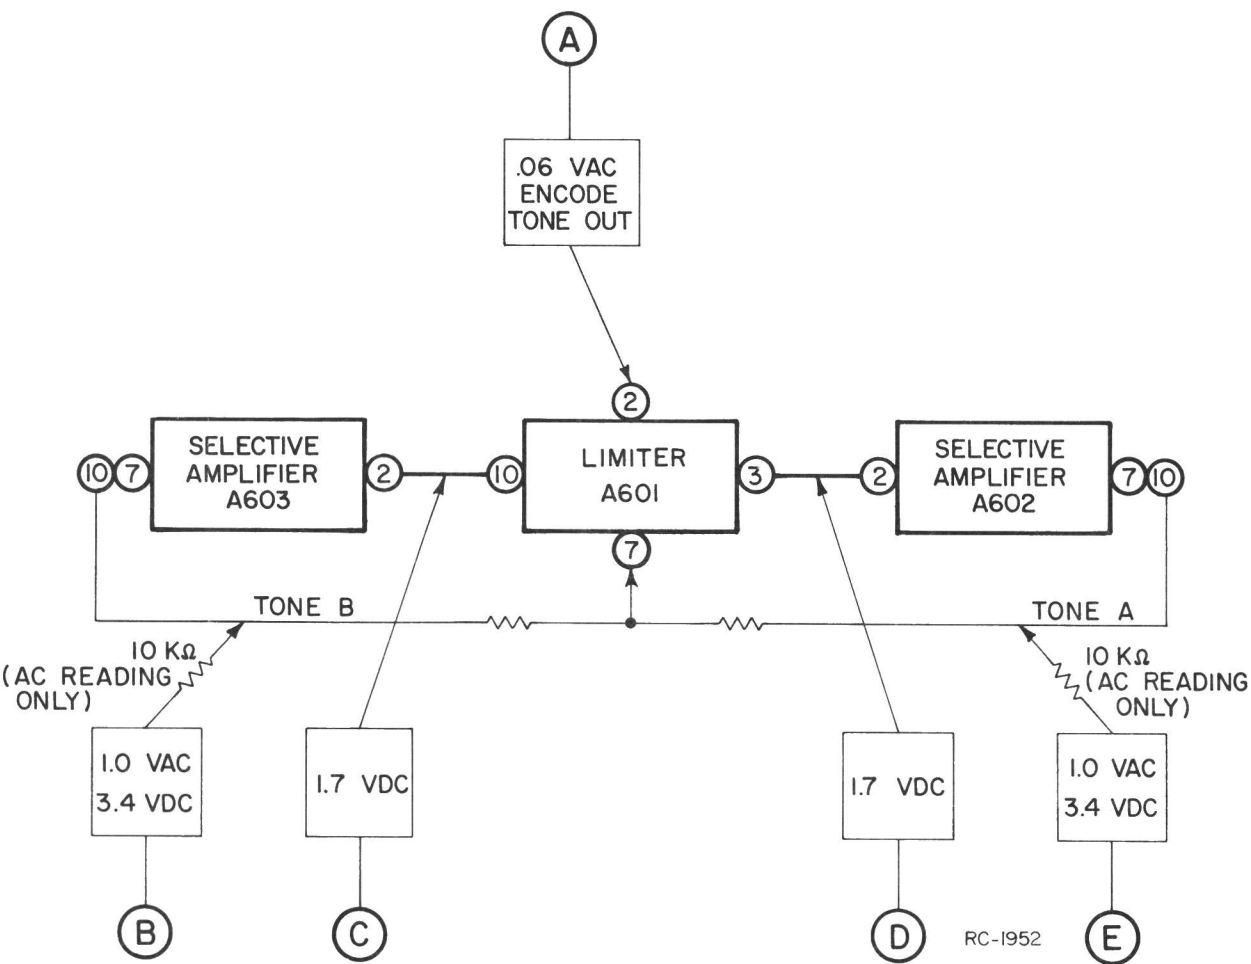 A
.06 VAC
ENCODE
TONE OUT
2
10
7
SELECTIVE
AMPLIFIER
A603
2
10
LIMITER
A601
3
2
SELECTIVE
AMPLIFIER
A602
7
10
7
TONE B
TONE A
10 KΩ
(AC READING
ONLY)
10 KΩ
(AC READING
ONLY)
1.0 VAC
3.4 VDC
1.7 VDC
1.7 VDC
1.0 VAC
3.4 VDC
B
C
D
RC-1952
E